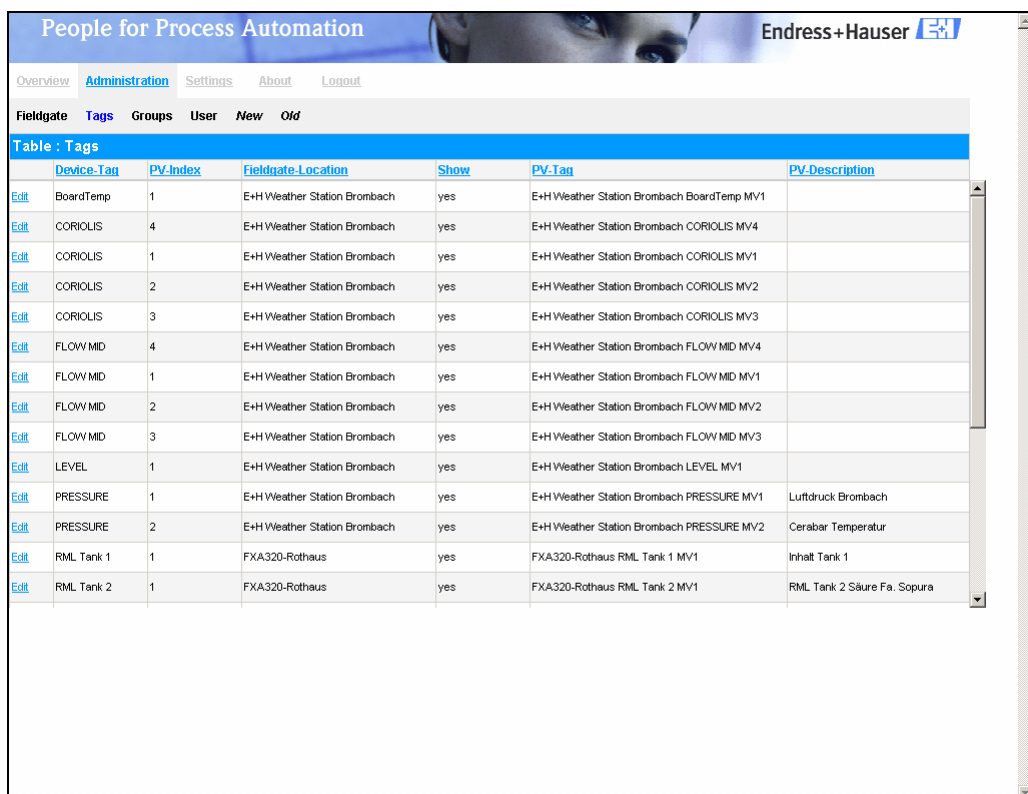 People for Process Automation
Endress+Hauser EH
Overview Administration Settings About Logout
Fieldgate Tags Groups User New Old
Table : Tags
Device-Tag PV-Index Fieldgate-Location Show PV-Tag PV-Description
Edit BoardTemp 1 E+H Weather Station Brombach yes E+H Weather Station Brombach BoardTemp MV1
Edit CORIOLIS 4 E+H Weather Station Brombach yes E+H Weather Station Brombach CORIOLIS MV4
Edit CORIOLIS 1 E+H Weather Station Brombach yes E+H Weather Station Brombach CORIOLIS MV1
Edit CORIOLIS 2 E+H Weather Station Brombach yes E+H Weather Station Brombach CORIOLIS MV2
Edit CORIOLIS 3 E+H Weather Station Brombach yes E+H Weather Station Brombach CORIOLIS MV3
Edit FLOW MID 4 E+H Weather Station Brombach yes E+H Weather Station Brombach FLOW MID MV4
Edit FLOW MID 1 E+H Weather Station Brombach yes E+H Weather Station Brombach FLOW MID MV1
Edit FLOW MID 2 E+H Weather Station Brombach yes E+H Weather Station Brombach FLOW MID MV2
Edit FLOW MID 3 E+H Weather Station Brombach yes E+H Weather Station Brombach FLOW MID MV3
Edit LEVEL 1 E+H Weather Station Brombach yes E+H Weather Station Brombach LEVEL MV1
Edit PRESSURE 1 E+H Weather Station Brombach yes E+H Weather Station Brombach PRESSURE MV1 Luftdruck Brombach
Edit PRESSURE 2 E+H Weather Station Brombach yes E+H Weather Station Brombach PRESSURE MV2 Cerabar Temperatur
Edit RML Tank 1 1 FXA320-Rothaus yes FXA320-Rothaus RML Tank 1 MV1 Inhalt Tank 1
Edit RML Tank 2 1 FXA320-Rothaus yes FXA320-Rothaus RML Tank 2 MV1 RML Tank 2 Säure Fa. Sopura